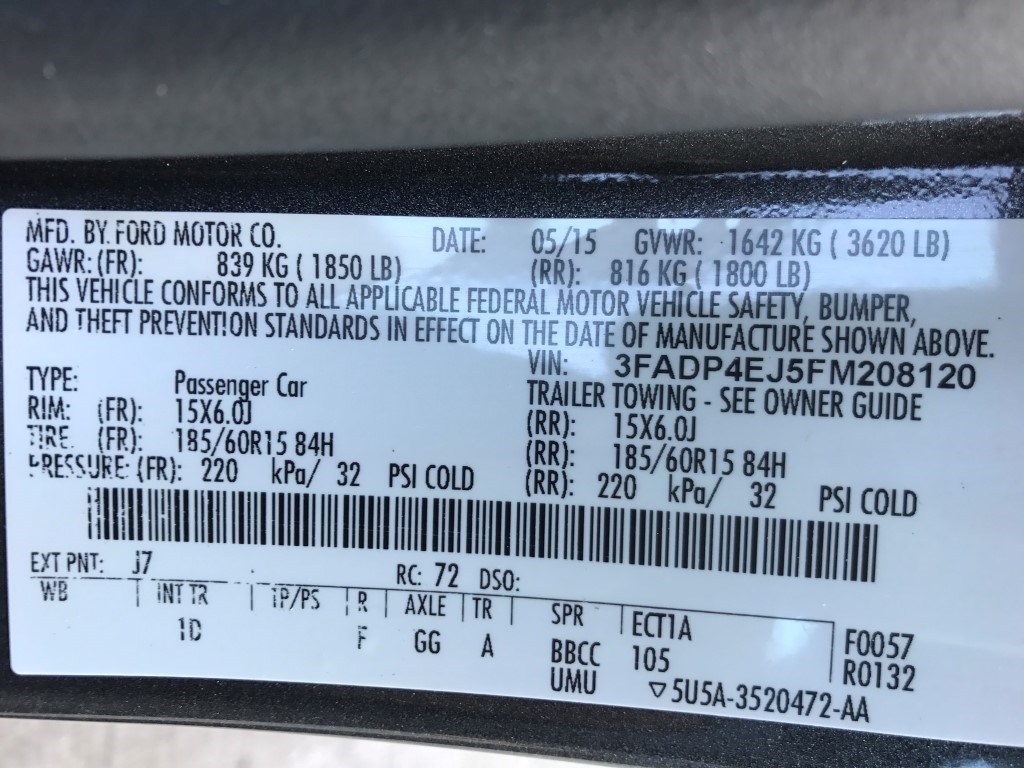 MFD. BY. FORD MOTOR CO. DATE: 05/15 GVWR: 1642 KG ( 3620 LB)
GAWR: (FR): 839 KG ( 1850 LB) (RR): 816 KG ( 1800 LB)
THIS VEHICLE CONFORMS TO ALL APPLICABLE FEDERAL MOTOR VEHICLE SAFETY, BUMPER,
AND THEFT PREVENTION STANDARDS IN EFFECT ON THE DATE OF MANUFACTURE SHOWN ABOVE.
VIN: 3FADP4EJ5FM208120
TYPE: Passenger Car TRAILER TOWING - SEE OWNER GUIDE
RIM: (FR): 15X6.0J (RR): 15X6.0J
TIRE (FR): 185/60R15 84H (RR): 185/60R15 84H
PRESSURE: (FR): 220 kPa/ 32 PSI COLD (RR): 220 kPa/ 32 PSI COLD
EXT PNT: J7 RC: 72 DSO:
WB | INT TR | TP/PS | R | AXLE | TR | SPR | ECT1A F0057
1D F GG A BBCC 105 R0132
UMU ▽5U5A-3520472-AA